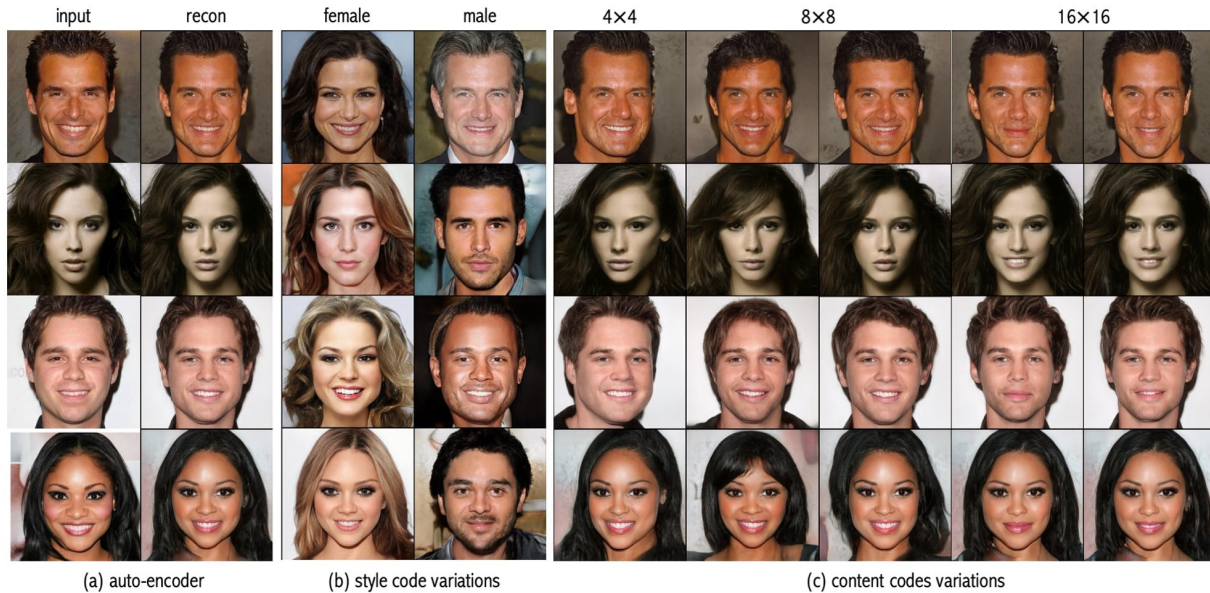 input recon female male 4×4 8×8 16×16
(a) auto-encoder (b) style code variations (c) content codes variations